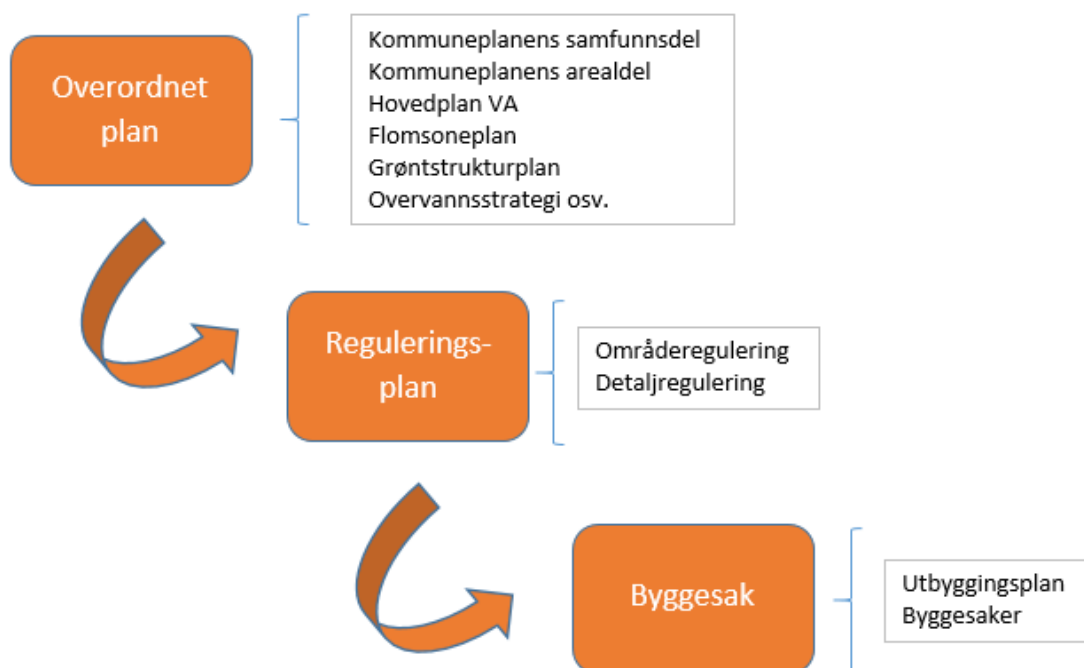 Overordnet
plan
Kommuneplanens samfunnsdel
Kommuneplanens arealdel
Hovedplan VA
Flomsoneplan
Grøntstrukturplan
Overvannsstrategi osv.
Regulerings-
plan
Områderegulering
Detaljregulering
Byggesak
Utbyggingsplan
Byggesaker